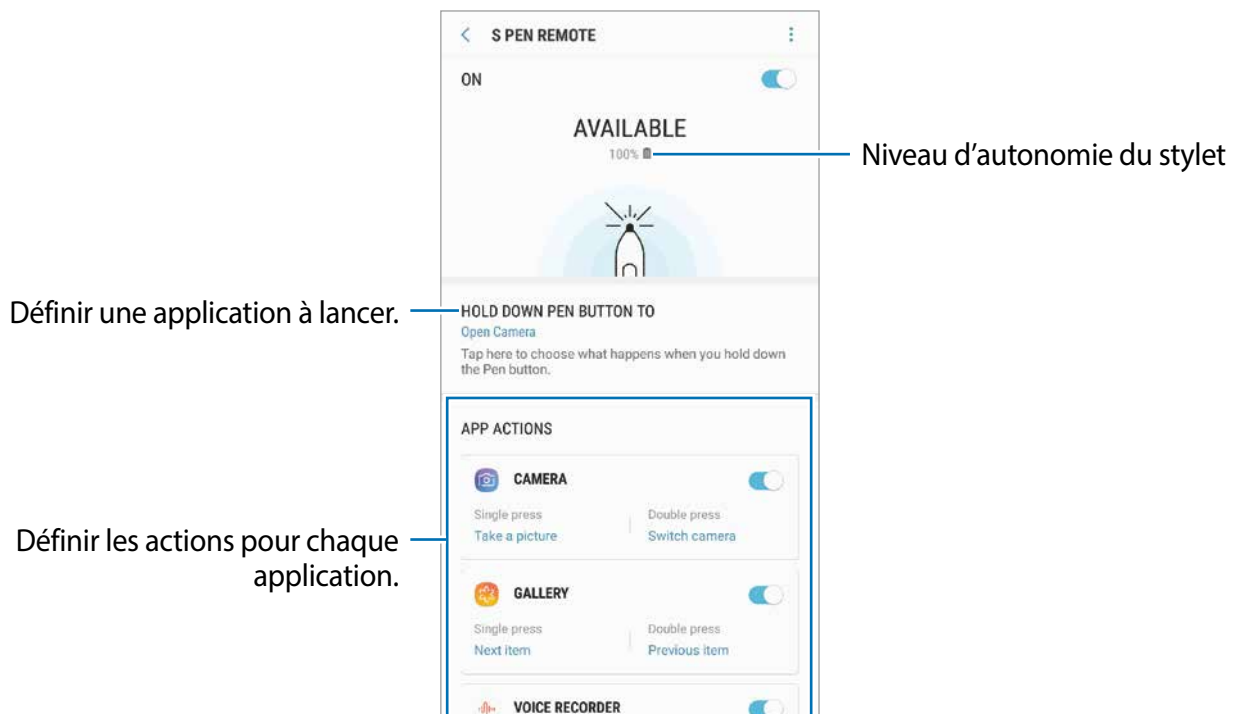 S PEN REMOTE
ON
AVAILABLE
100%
Niveau d'autonomie du stylet
Définir une application à lancer.
HOLD DOWN PEN BUTTON TO
Open Camera
Tap here to choose what happens when you hold down
the Pen button.
APP ACTIONS
CAMERA
Single press
Double press
Take a picture
Switch camera
Définir les actions pour chaque
application.
GALLERY
Single press
Double press
Next item
Previous item
VOICE RECORDER